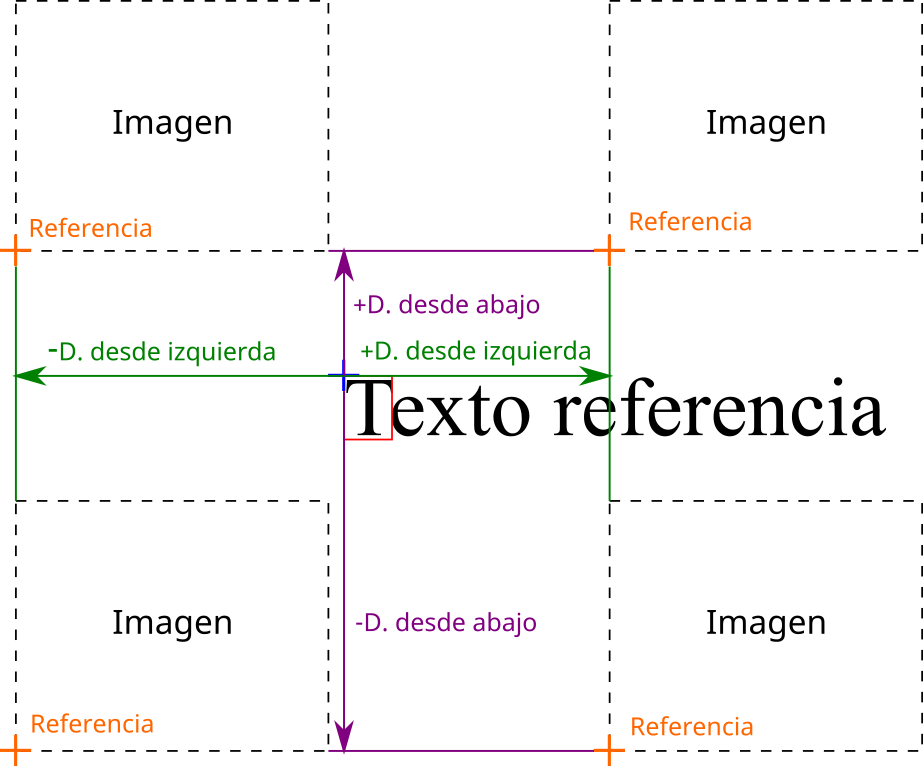 Imagen
Imagen
Referencia
Referencia
+D. desde abajo
-D. desde izquierda
+D. desde izquierda
Texto referencia
Imagen
Imagen
-D. desde abajo
Referencia
Referencia